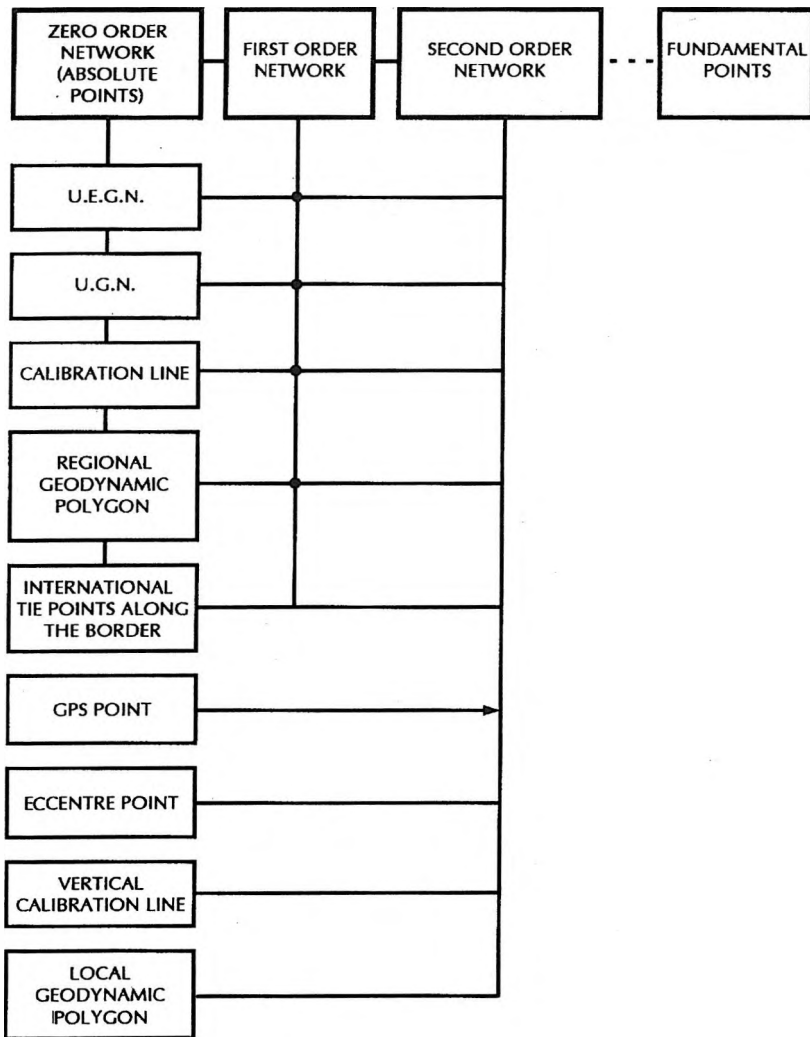 ZERO ORDER
NETWORK
(ABSOLUTE
POINTS)
FIRST ORDER
NETWORK
SECOND ORDER
NETWORK
FUNDAMENTAL
POINTS
U.E.G.N.
U.G.N.
CALIBRATION LINE
REGIONAL
GEODYNAMIC
POLYGON
INTERNATIONAL
TIE POINTS ALONG
THE BORDER
GPS POINT
ECCENTRE POINT
VERTICAL
CALIBRATION LINE
LOCAL
GEODYNAMIC
POLYGON